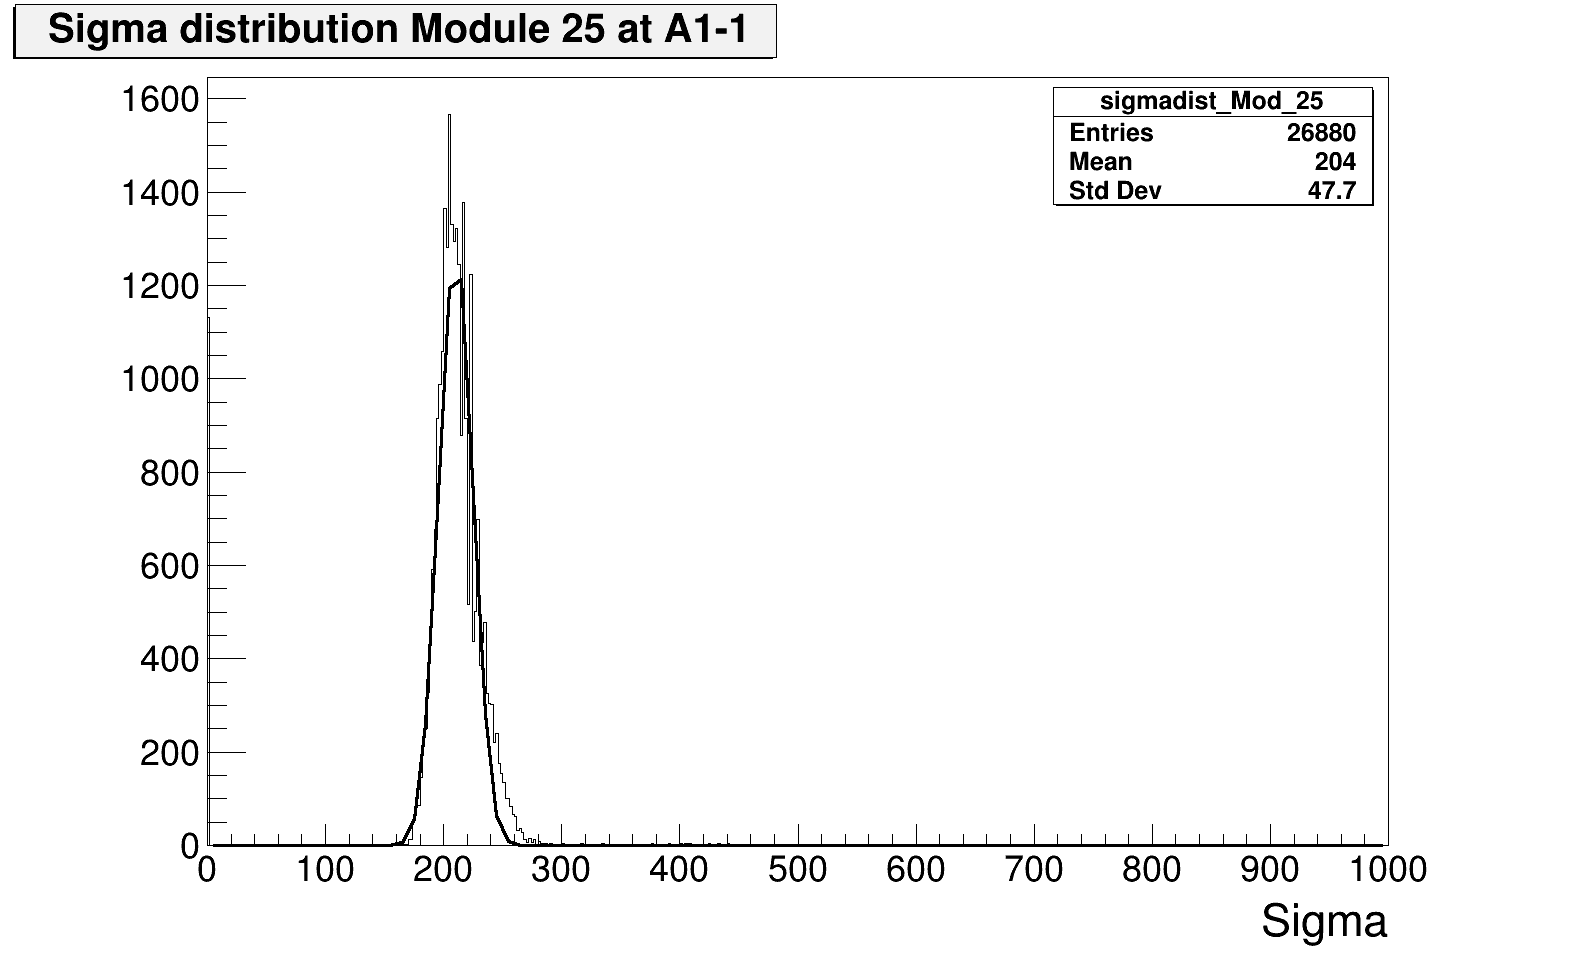 Sigma distribution Module 25 at A1-1
sigmadist_Mod_25
Entries 26880
Mean 204
Std Dev 47.7
1600
1400
1200
1000
800
600
400
200
0
0 100 200 300 400 500 600 700 800 900 1000
Sigma